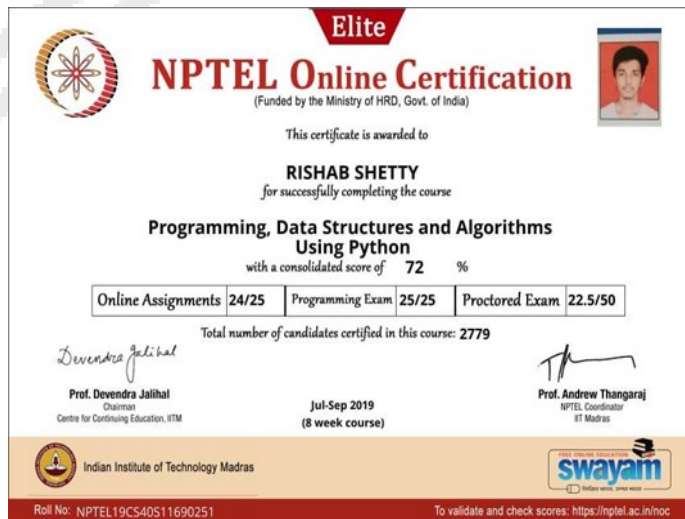 Elite
NPTEL Online Certification
(Funded by the Ministry of HRD, Govt. of India)
This certificate is awarded to
RISHAB SHETTY
for successfully completing the course
Programming, Data Structures and Algorithms
Using Python
with a consolidated score of 72 %
Online Assignments 24/25 Programming Exam 25/25 Proctored Exam 22.5/50
Total number of candidates certified in this course: 2779
Devendra Jalihal
Prof. Devendra Jalihal
Chairman
Centre for Continuing Education, IITM
Jul-Sep 2019
(8 week course)
Prof. Andrew Thangaraj
NPTEL Coordinator
IIT Madras
Indian Institute of Technology Madras
FREE ONLINE EDUCATION
swayam
Roll No: NPTEL19CS40S11690251 To validate and check scores: https://nptel.ac.in/noc